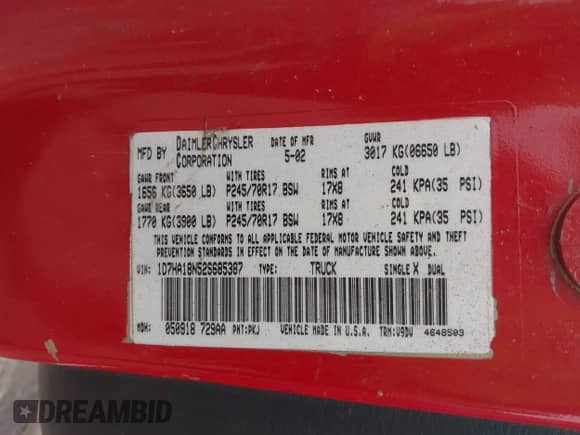 MFD BY DAIMLERCHRYSLER CORPORATION DATE OF MFR 5-02 GVWR 3017 KG(06650 LB)
GAWR FRONT WITH TIRES RIMS AT COLD
1656 KG(3650 LB) P245/70R17 BSW 17X8 241 KPA(35 PSI)
GAWR REAR WITH TIRES RIMS AT COLD
1770 KG(3900 LB) P245/70R17 BSW 17X8 241 KPA(35 PSI)
THIS VEHICLE CONFORMS TO ALL APPLICABLE FEDERAL MOTOR VEHICLE SAFETY AND THEFT
PREVENTION STANDARDS IN EFFECT ON THE DATE OF MANUFACTURE SHOWN ABOVE.
VIN: 1D7HA18N52S685387 TYPE: TRUCK SINGLE X DUAL
MDH: 050918 729AA PNT:PKJ VEHICLE MADE IN U.S.A. TRM:V9DV 4648503
DREAMBID